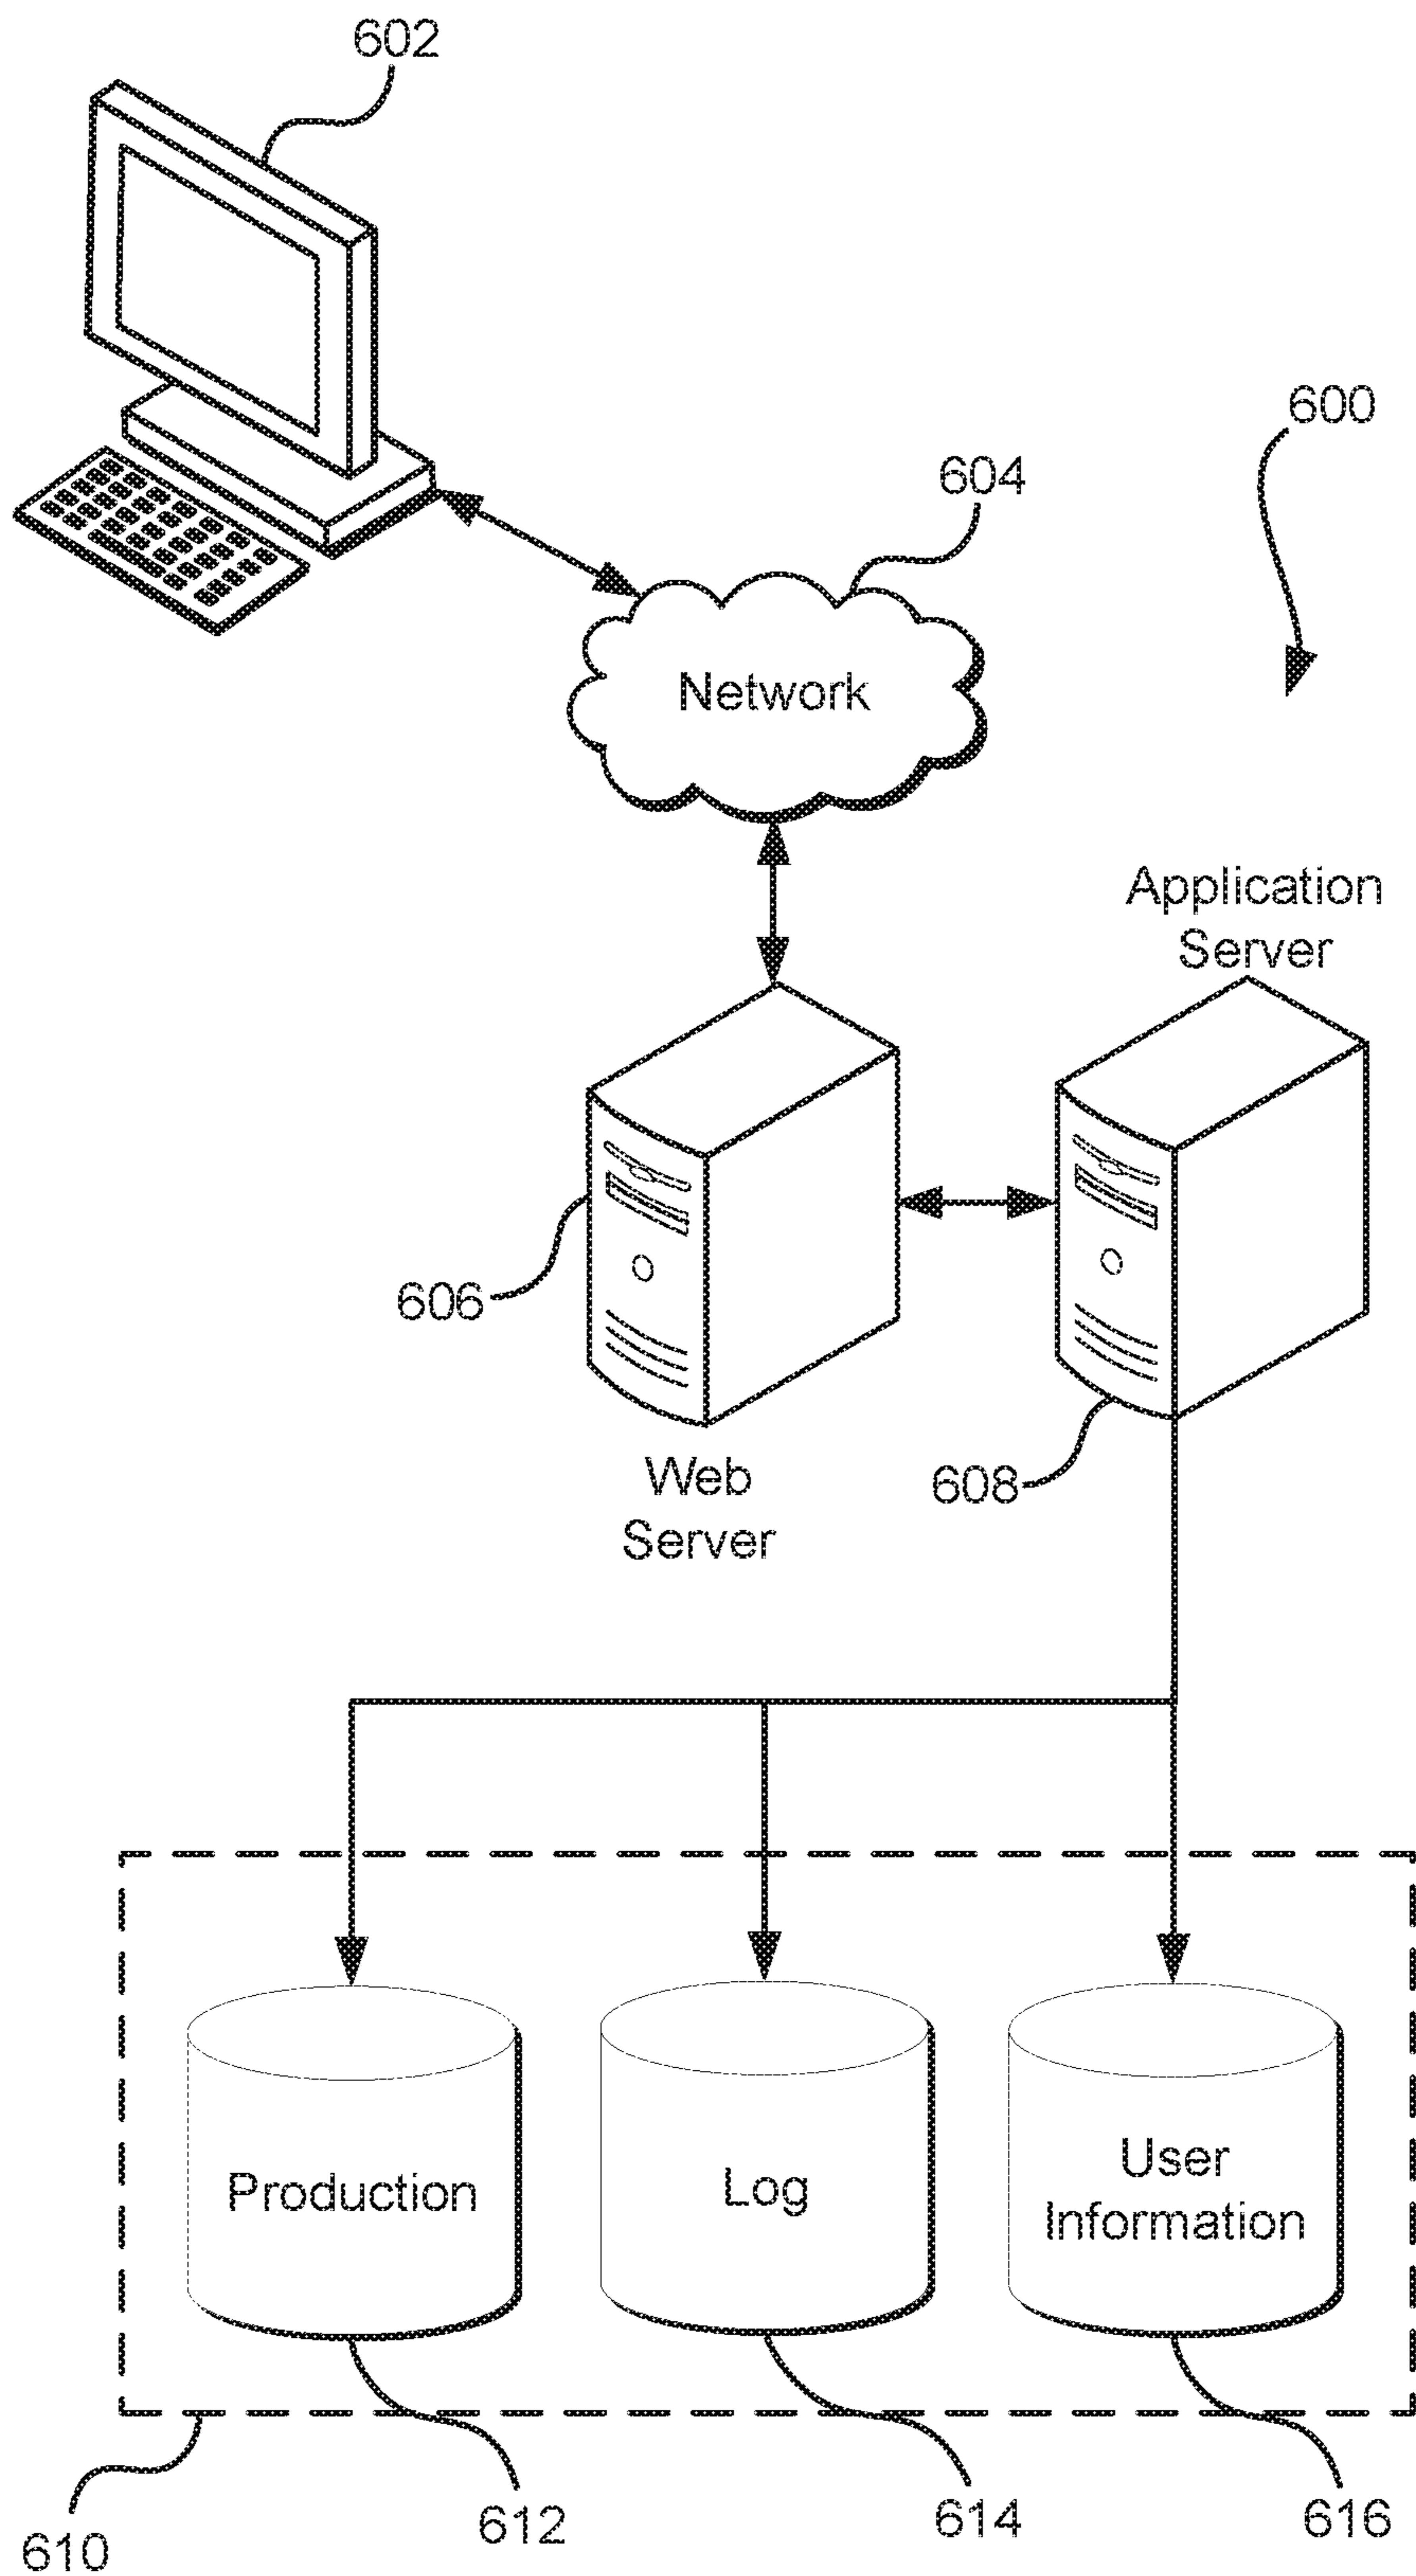 602
600
604
Network
Application
Server
606
608
Web
Server
Production
Log
User
Information
610
612
614
616